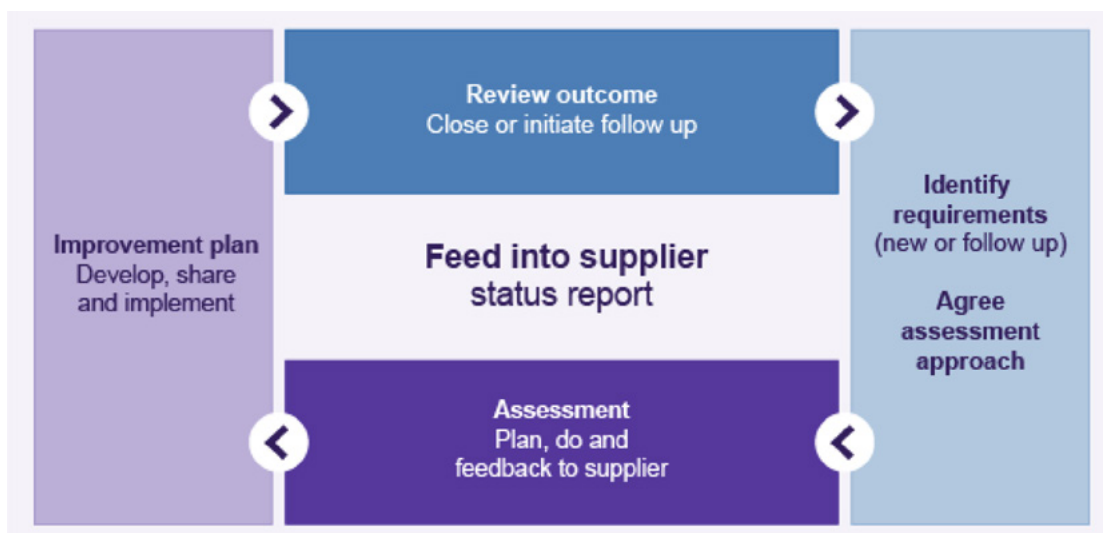 Review outcome
Close or initiate follow up
Improvement plan
Develop, share
and implement
Feed into supplier
status report
Identify
requirements
(new or follow up)
Agree
assessment
approach
Assessment
Plan, do and
feedback to supplier